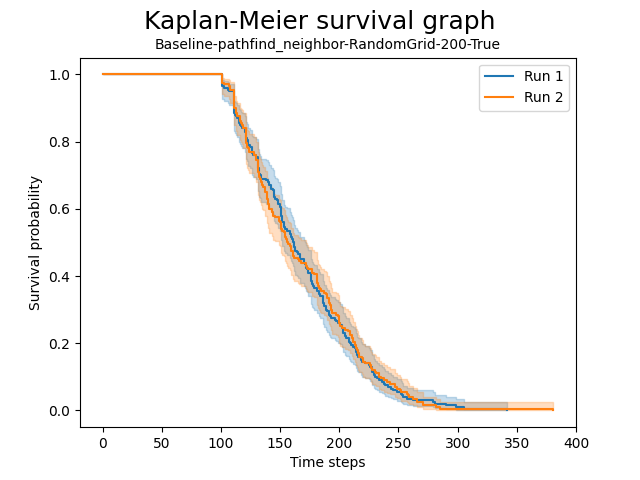 Kaplan-Meier survival graph
Baseline-pathfind_neighbor-RandomGrid-200-True
Run 1
Run 2
Survival probability
1.0
0.8
0.6
0.4
0.2
0.0
0 50 100 150 200 250 300 350 400
Time steps